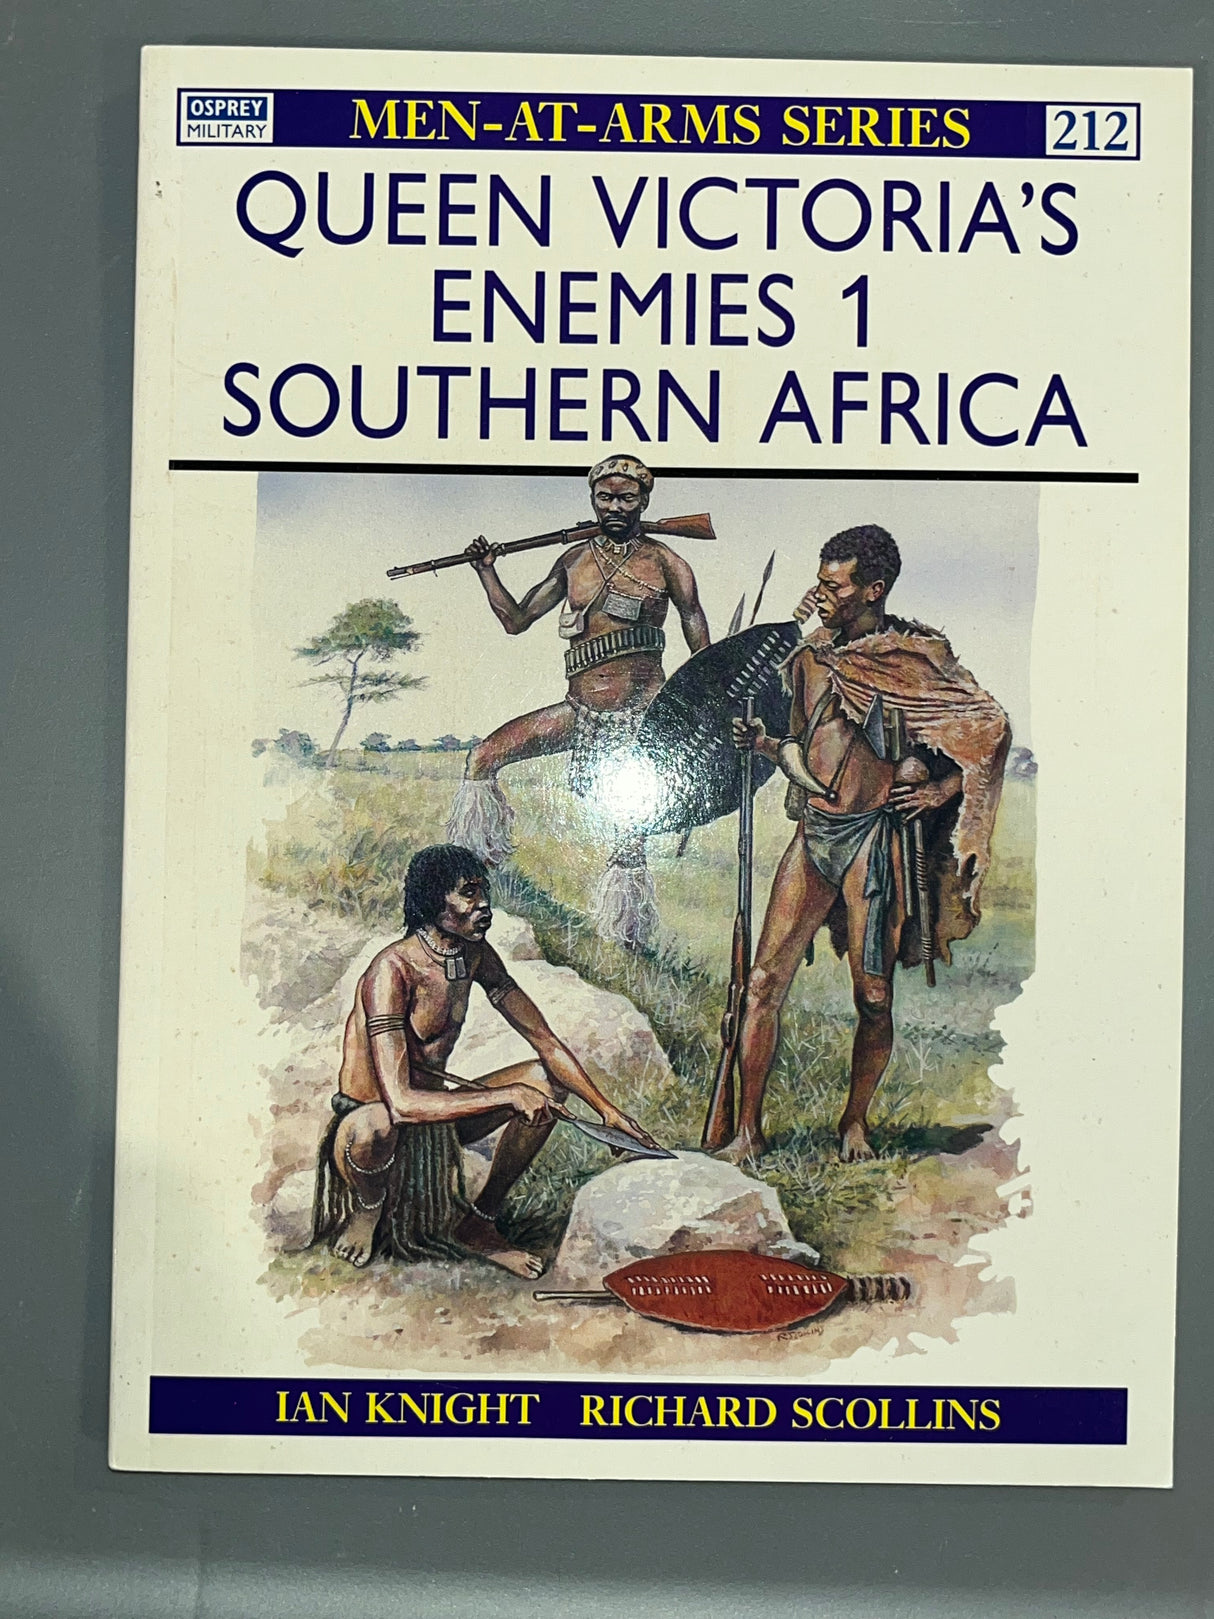 OSPREY
MILITARY
MEN-AT-ARMS SERIES
212
QUEEN VICTORIA'S
ENEMIES 1
SOUTHERN AFRICA
IAN KNIGHT RICHARD SCOLLINS